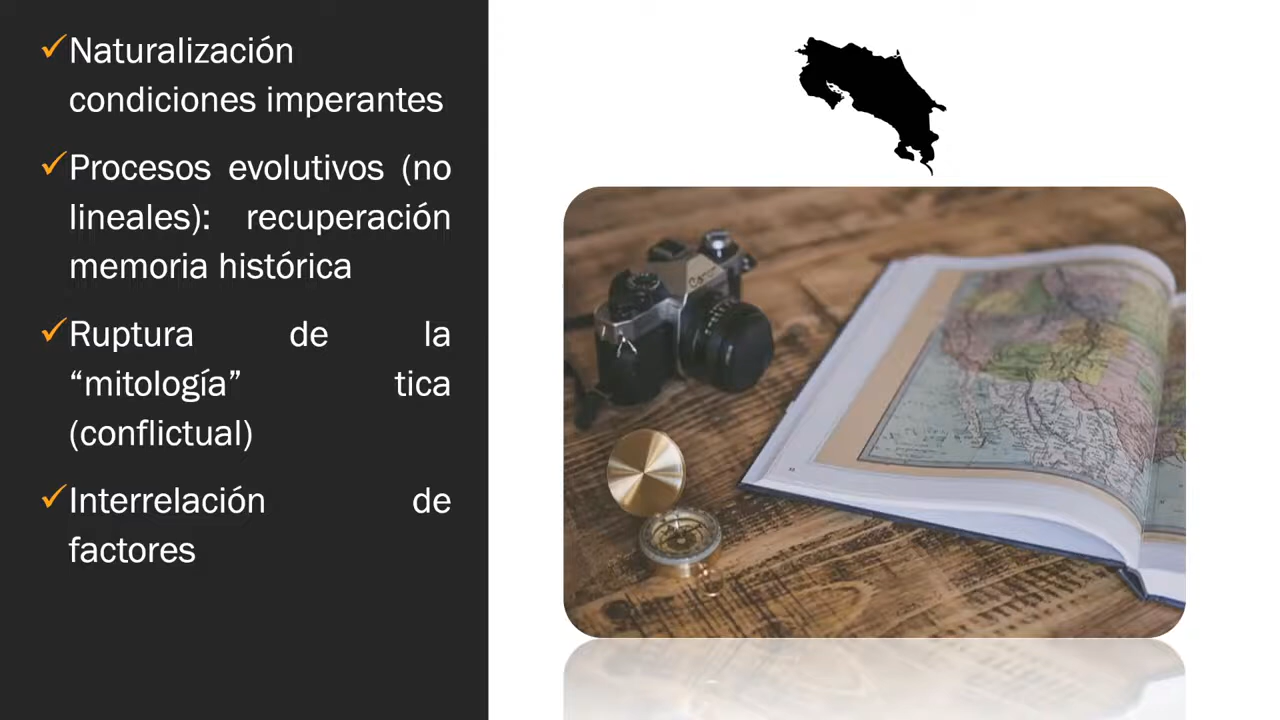 Naturalización
condiciones imperantes
Procesos evolutivos (no
lineales): recuperación
memoria histórica
Ruptura de la
“mitología” tica
(conflictual)
Interrelación de
factores
Canon